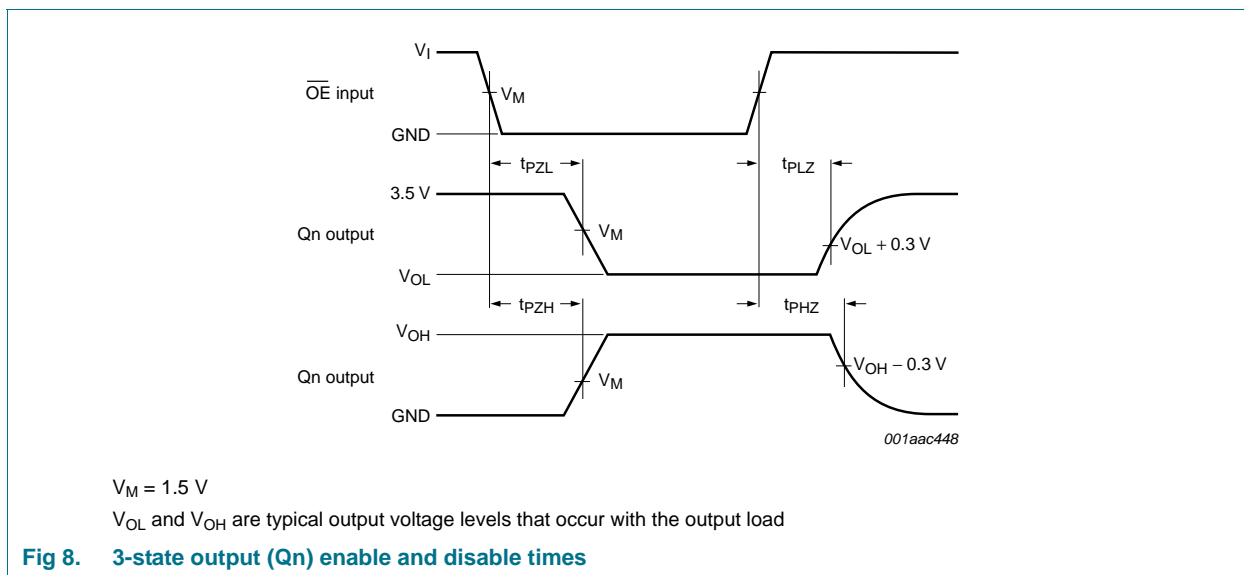 VI
OE input
VM
GND
tPZL
tPLZ
3.5 V
Qn output
VM
VOL + 0.3 V
VOL
tPZH
tPHZ
VOH
Qn output
VM
VOH − 0.3 V
GND
001aac448
VM = 1.5 V
VOL and VOH are typical output voltage levels that occur with the output load
Fig 8. 3-state output (Qn) enable and disable times